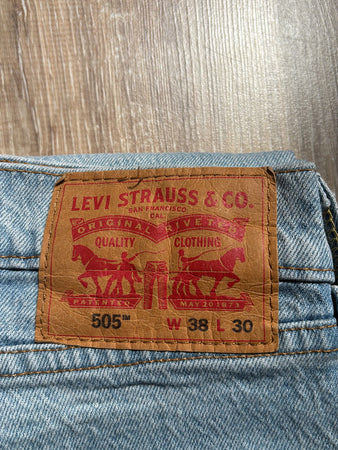 LEVI STRAUSS & CO.
SAN FRANCISCO
CAL.
ORIGINAL RIVETED
QUALITY CLOTHING
PATENTED MAY 20 1873
505™ W 38 L 30